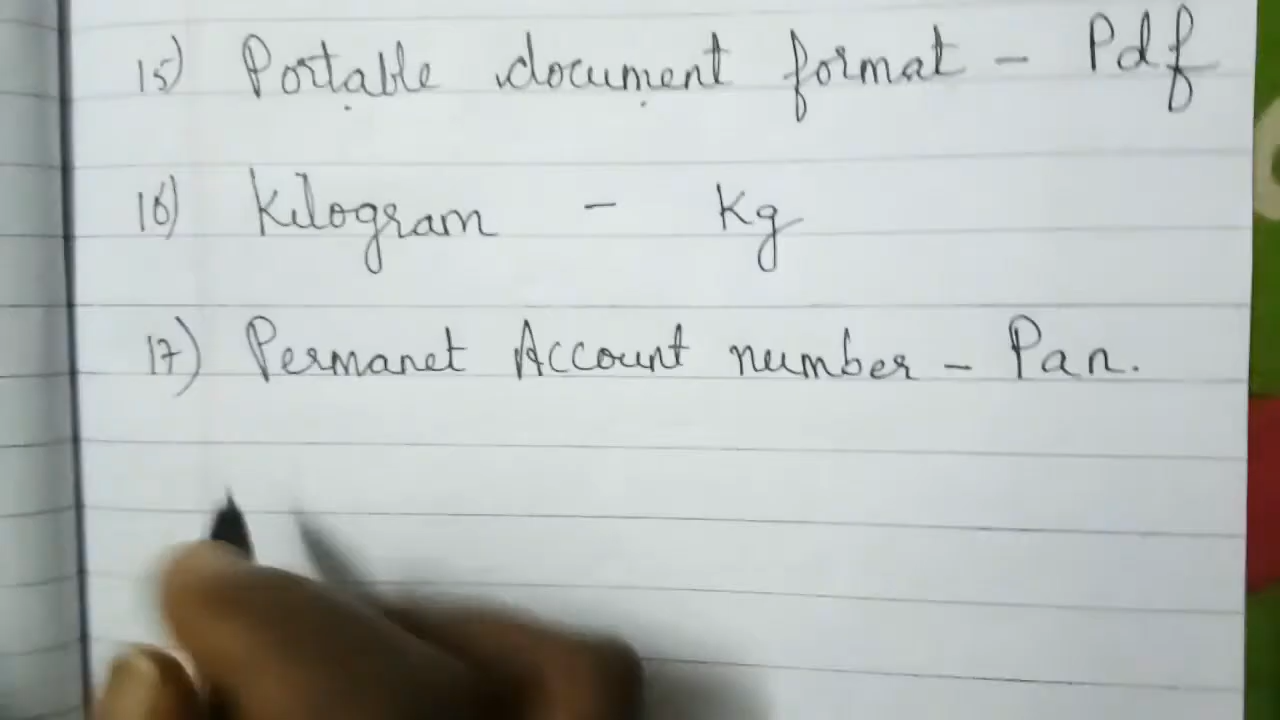 15) Portable document format - Pdf
16) Kilogram - Kg
17) Permanet Account number - Pan.